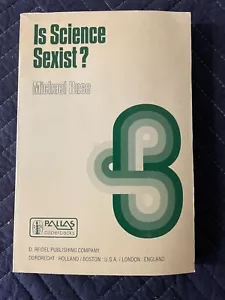 Is Science
Sexist?
Michael Ruse
PALLAS
paperbacks
D. REIDEL PUBLISHING COMPANY
DORDRECHT : HOLLAND / BOSTON : U.S.A. / LONDON : ENGLAND